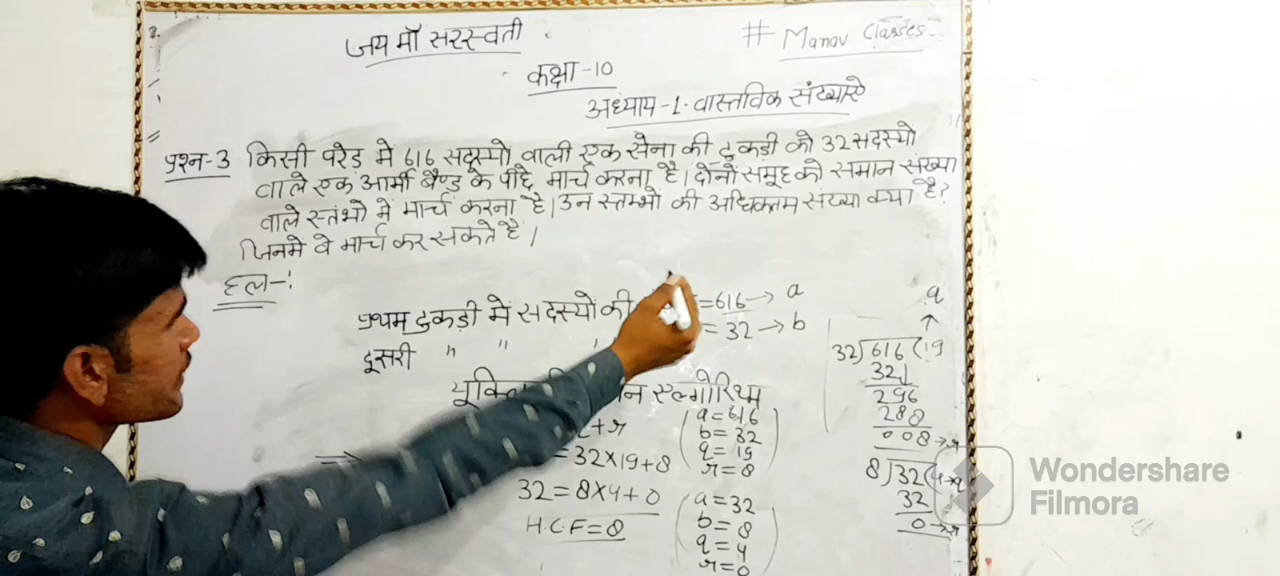 जय माँ सरस्वती
# Manav Classes
कक्षा -10
अध्याय -1- वास्तविक संख्याऐ
प्रश्न-3 किसी परेड मे 616 सदस्यो वाली एक सेना की टुकड़ी को 32 सदस्यो
वाले एक आर्मी बैण्ड के पीछे मार्च करना है। दोनों समूह को समान संख्या
वाले स्तंभो में मार्च करना है। उन स्तम्भो की अधिकतम संख्या क्या है?
जिनमे वे मार्च कर सकते है।
हल-:
प्रथम टुकड़ी मे सदस्यो की =616→ a
दूसरी " " " = 32 → b
एल्गोरिथ्म
+r
= 32×19+8
32 = 8×4+0
H.C.F = 8
a = 616
b = 32
q = 19
r = 8
a = 32
b = 8
q = 4
r = 0
q
↑
32)616(19
321
296
288
008→r
8)32(4→q
32
0→r
Wondershare
Filmora